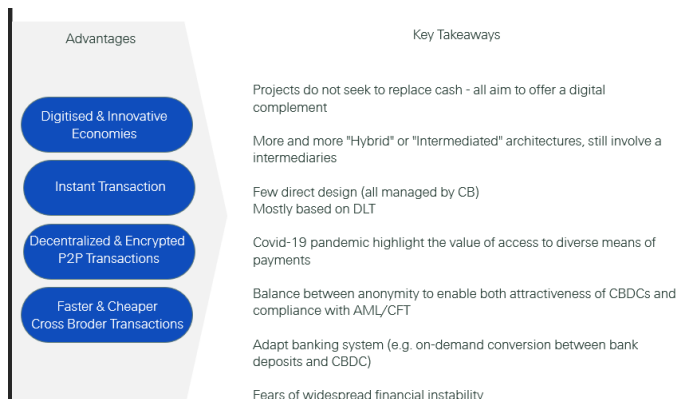 Advantages
Key Takeaways
Digitised & Innovative
Economies
Instant Transaction
Decentralized & Encrypted
P2P Transactions
Faster & Cheaper
Cross Broder Transactions
Projects do not seek to replace cash - all aim to offer a digital
complement
More and more "Hybrid" or "Intermediated" architectures, still involve a
intermediaries
Few direct design (all managed by CB)
Mostly based on DLT
Covid-19 pandemic highlight the value of access to diverse means of
payments
Balance between anonymity to enable both attractiveness of CBDCs and
compliance with AML/CFT
Adapt banking system (e.g. on-demand conversion between bank
deposits and CBDC)
Fears of widespread financial instability